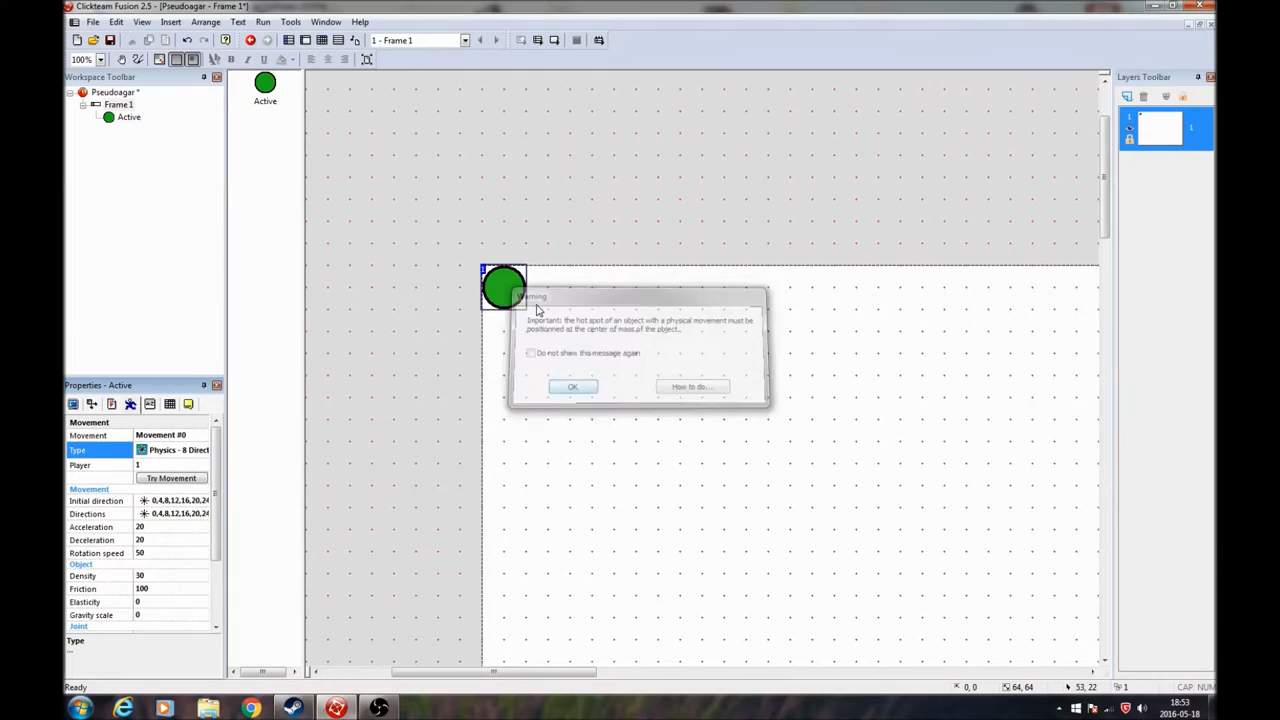 Clickteam Fusion 2.5 - [Pseudoagar - Frame 1*]
File Edit View Insert Arrange Text Run Tools Window Help
1 - Frame 1
100% B I U A
Workspace Toolbar
Active
Layers Toolbar
Pseudoagar *
Frame 1
Active
1
1
1
Warning
Important: the hot spot of an object with a physical movement must be
positionned at the center of mass of the object.
Do not show this message again
OK How to do...
Properties - Active
Movement
Movement Movement #0
Type Physics - 8 Direct
Player 1
Try Movement
Movement
Initial direction 0,4,8,12,16,20,24
Directions 0,4,8,12,16,20,24
Acceleration 20
Deceleration 20
Rotation speed 50
Object
Density 30
Friction 100
Elasticity 0
Gravity scale 0
Joint
Type
...
Ready 0, 0 64, 64 53, 22 1 CAP NUM
18:53
2016-05-18